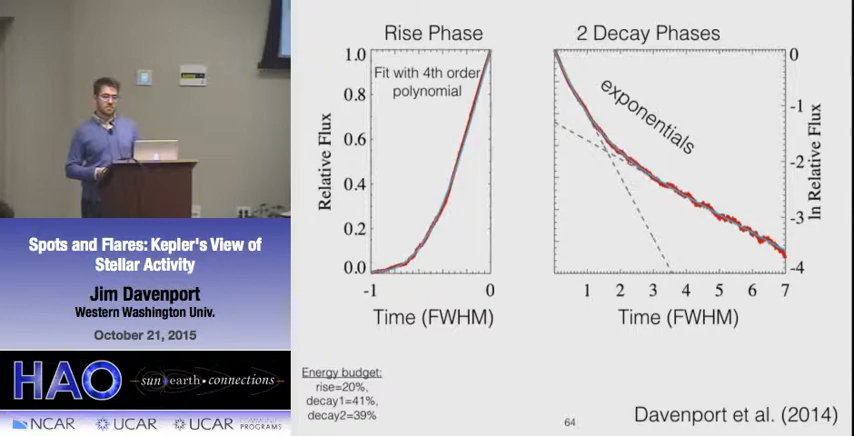 Spots and Flares: Kepler's View of
Stellar Activity
Jim Davenport
Western Washington Univ.
October 21, 2015
HAO
sun earth • connections
NCAR
UCAR
UCAR
PROGRAMS
Rise Phase
Fit with 4th order
polynomial
Relative Flux
1.0
0.8
0.6
0.4
0.2
0.0
-1
0
Time (FWHM)
2 Decay Phases
exponentials
0
-1
-2
-3
-4
ln Relative Flux
1 2 3 4 5 6 7
Time (FWHM)
Energy budget:
rise=20%,
decay1=41%,
decay2=39%
64
Davenport et al. (2014)